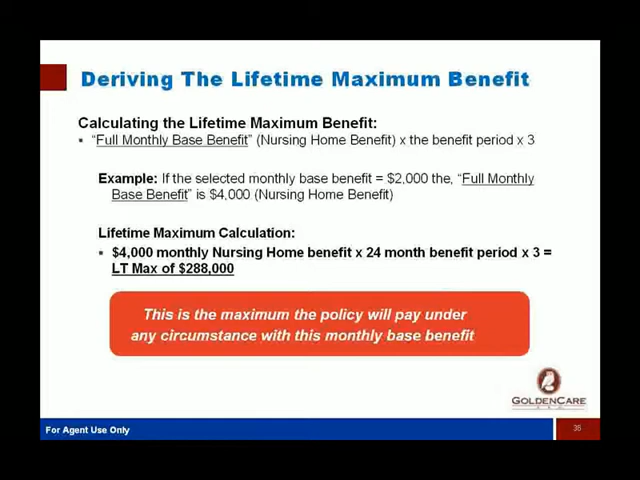 Deriving The Lifetime Maximum Benefit
Calculating the Lifetime Maximum Benefit:
▪ “Full Monthly Base Benefit” (Nursing Home Benefit) x the benefit period x 3
Example: If the selected monthly base benefit = $2,000 the, “Full Monthly
Base Benefit” is $4,000 (Nursing Home Benefit)
Lifetime Maximum Calculation:
▪ $4,000 monthly Nursing Home benefit x 24 month benefit period x 3 =
LT Max of $288,000
This is the maximum the policy will pay under
any circumstance with this monthly base benefit
GOLDENCARE
For Agent Use Only